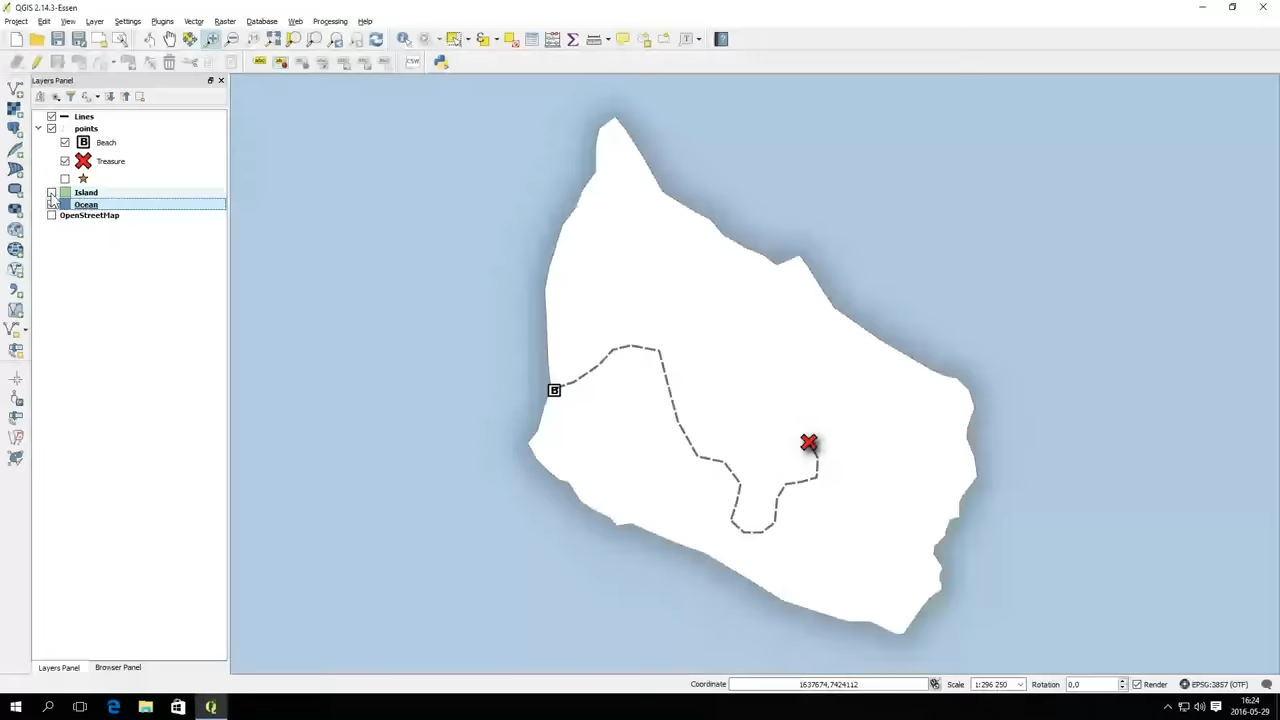 QGIS 2.14.3-Essen
Project Edit View Layer Settings Plugins Vector Raster Database Web Processing Help
abc
CSW
Layers Panel
Lines
points
B Beach
Treasure
Island
Ocean
OpenStreetMap
B
Layers Panel Browser Panel
Coordinate 1637674,7424112 Scale 1:296 250 Rotation 0,0 Render EPSG:3857 (OTF)
16:24
2016-05-29